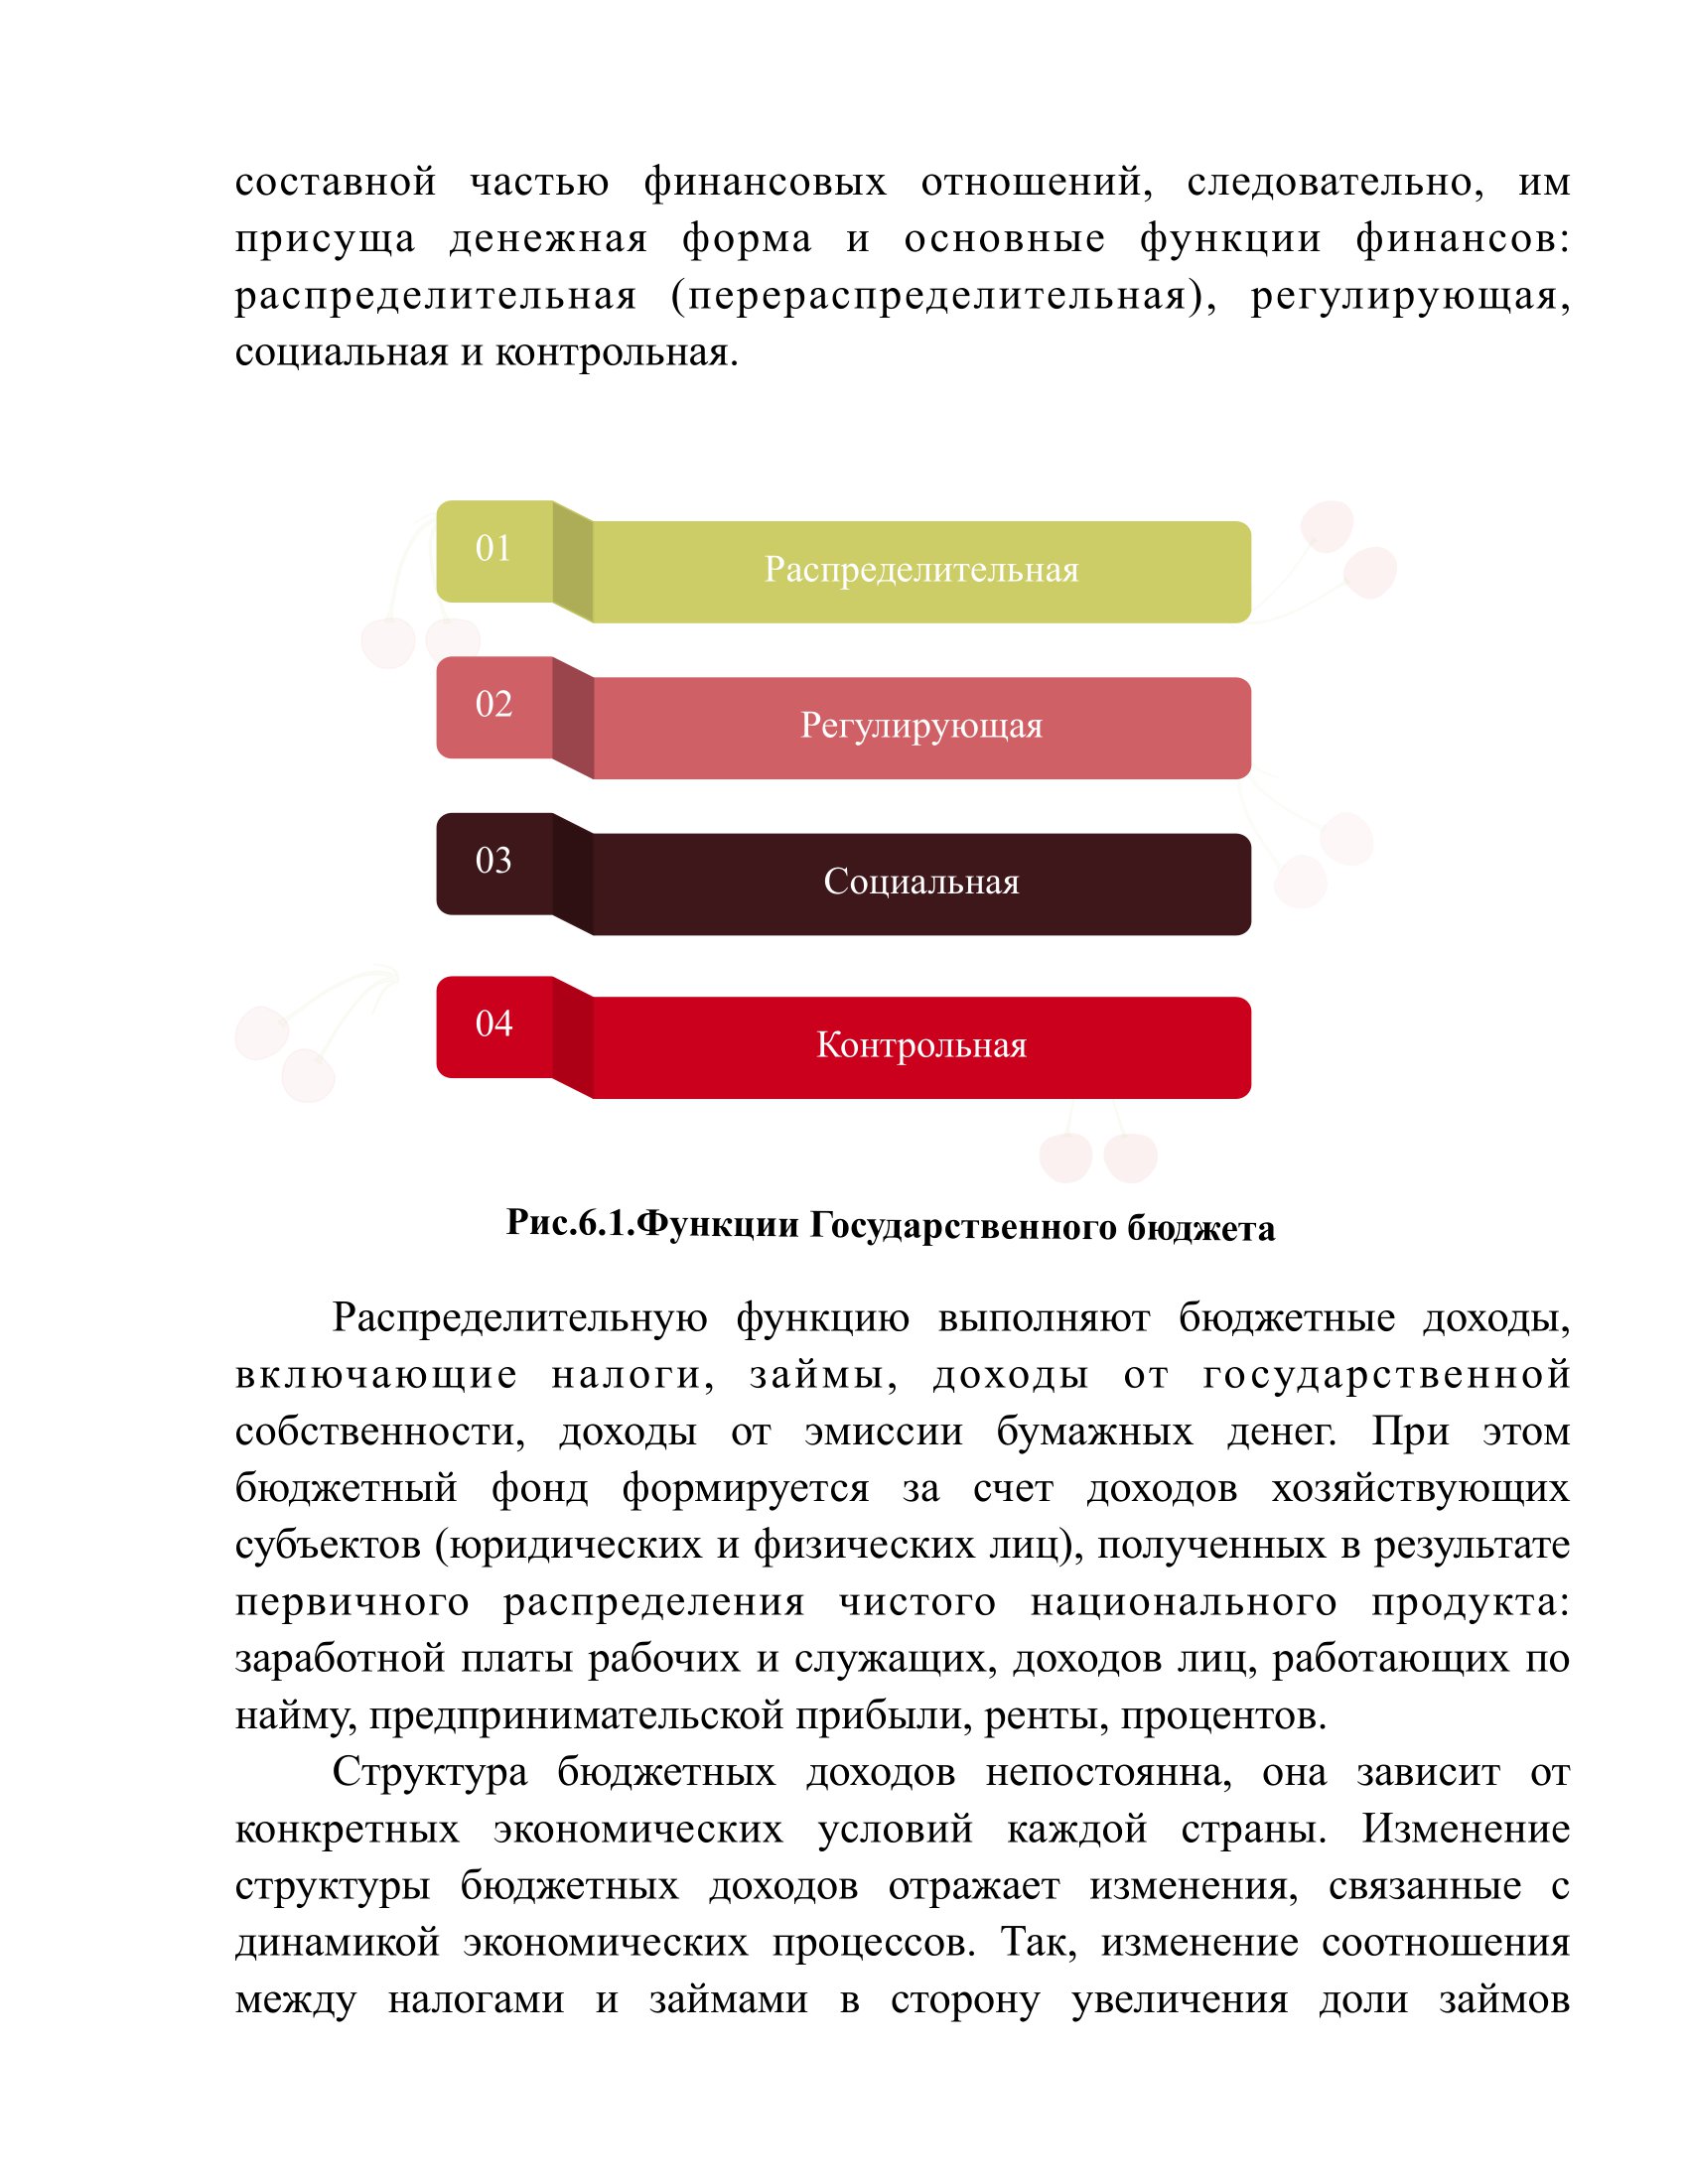 составной частью финансовых отношений, следовательно, им
присуща денежная форма и основные функции финансов:
распределительная (перераспределительная), регулирующая,
социальная и контрольная.
01
Распределительная
02
Регулирующая
03
Социальная
04
Контрольная
Рис.6.1.Функции Государственного бюджета
Распределительную функцию выполняют бюджетные доходы,
включающие налоги, займы, доходы от государственной
собственности, доходы от эмиссии бумажных денег. При этом
бюджетный фонд формируется за счет доходов хозяйствующих
субъектов (юридических и физических лиц), полученных в результате
первичного распределения чистого национального продукта:
заработной платы рабочих и служащих, доходов лиц, работающих по
найму, предпринимательской прибыли, ренты, процентов.
Структура бюджетных доходов непостоянна, она зависит от
конкретных экономических условий каждой страны. Изменение
структуры бюджетных доходов отражает изменения, связанные с
динамикой экономических процессов. Так, изменение соотношения
между налогами и займами в сторону увеличения доли займов